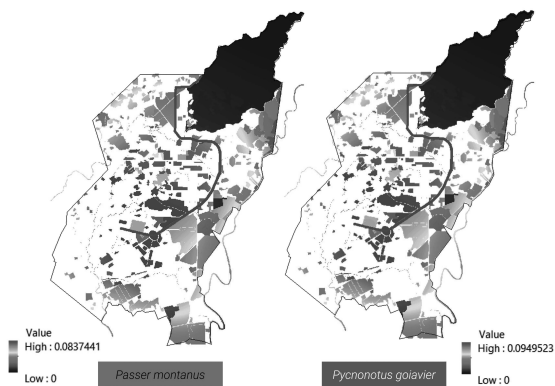 Value
High : 0.0837441
Low : 0
Passer montanus
Pycnonotus goiavier
Value
High : 0.0949523
Low : 0